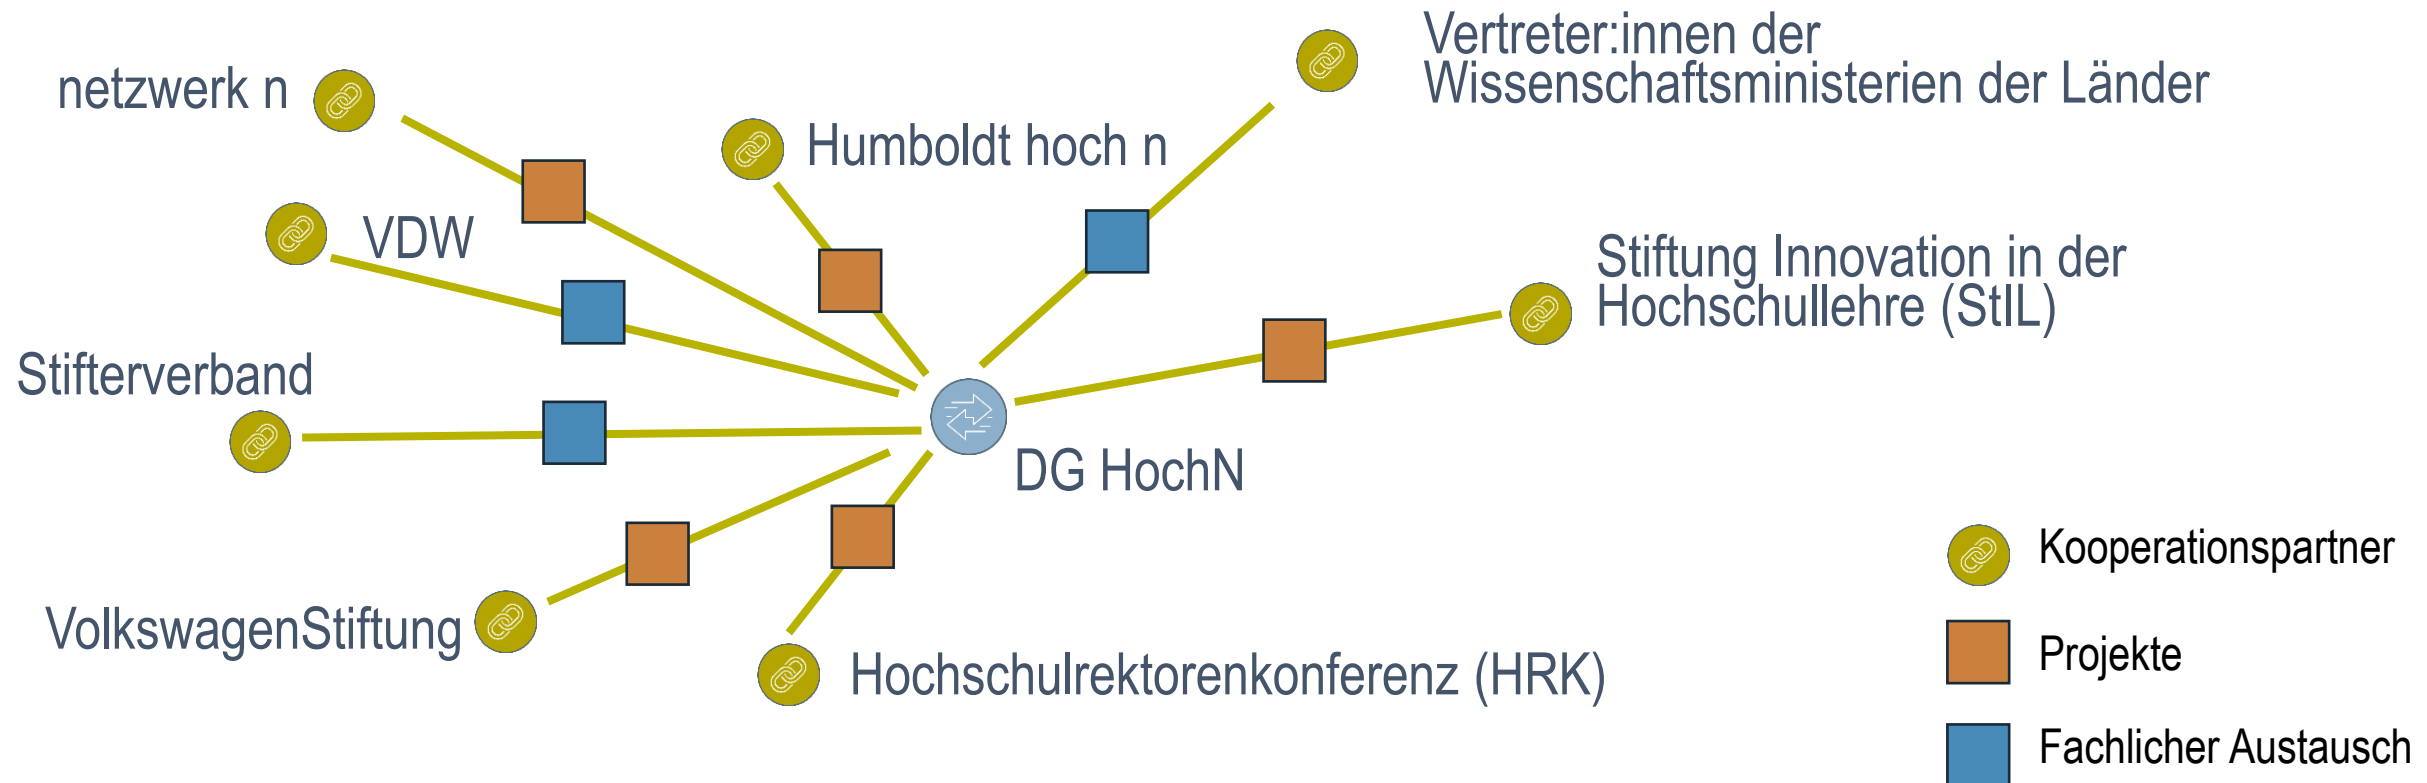 Vertreter:innen der
Wissenschaftsministerien der Länder
netzwerk n
Humboldt hoch n
VDW
Stiftung Innovation in der
Hochschullehre (StIL)
Stifterverband
DG HochN
VolkswagenStiftung
Hochschulrektorenkonferenz (HRK)
Kooperationspartner
Projekte
Fachlicher Austausch